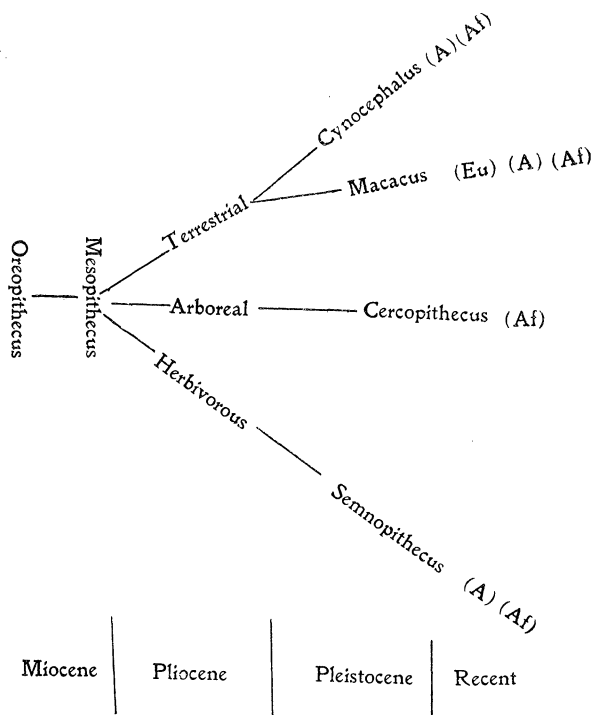 Cynocephalus (A) (Af)
Macacus (Eu) (A) (Af)
Terrestrial
Oreopithecus
Mesopithecus
Arboreal
Cercopithecus (Af)
Herbivorous
Semnopithecus (A) (Af)
Miocene
Pliocene
Pleistocene
Recent